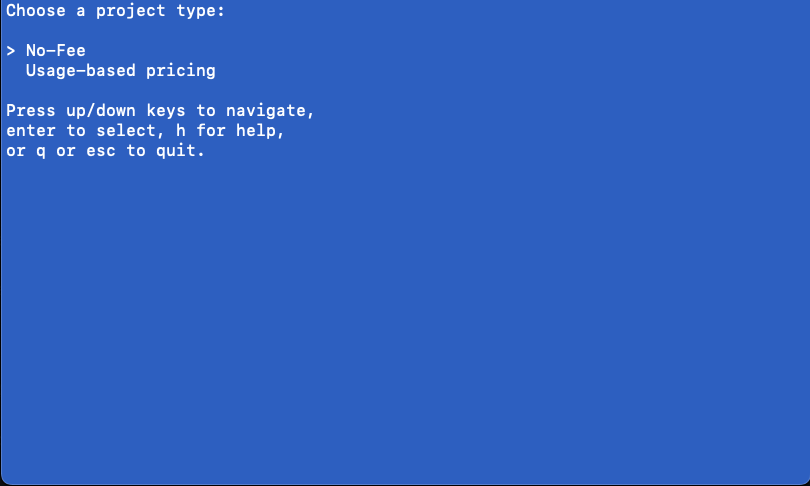 Choose a project type:
> No-Fee
Usage-based pricing
Press up/down keys to navigate,
enter to select, h for help,
or q or esc to quit.